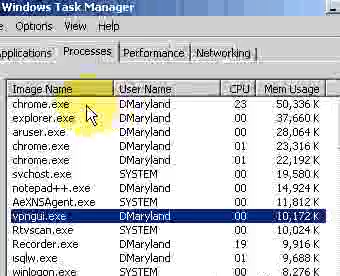 Windows Task Manager
Options View Help
Applications Processes Performance Networking
Image Name User Name CPU Mem Usage
chrome.exe DMaryland 23 50,336 K
explorer.exe DMaryland 00 37,660 K
aruser.exe DMaryland 00 28,064 K
chrome.exe DMaryland 01 23,316 K
chrome.exe DMaryland 01 22,192 K
svchost.exe SYSTEM 00 19,580 K
notepad++.exe DMaryland 00 14,924 K
AeXNSAgent.exe SYSTEM 00 11,812 K
vpngui.exe DMaryland 00 10,172 K
Rtvscan.exe SYSTEM 00 10,024 K
Recorder.exe DMaryland 19 9,916 K
isqlw.exe DMaryland 01 9,688 K
winlogon.exe SYSTEM 00 8,276 K